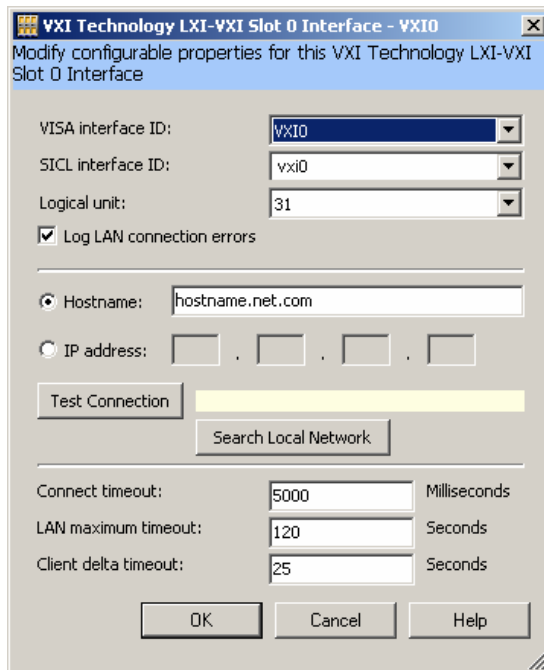 VXI Technology LXI-VXI Slot 0 Interface - VXI0
Modify configurable properties for this VXI Technology LXI-VXI
Slot 0 Interface
VISA interface ID: VXI0
SICL interface ID: vxi0
Logical unit: 31
Log LAN connection errors
Hostname: hostname.net.com
IP address: . . .
Test Connection
Search Local Network
Connect timeout: 5000 Milliseconds
LAN maximum timeout: 120 Seconds
Client delta timeout: 25 Seconds
OK Cancel Help